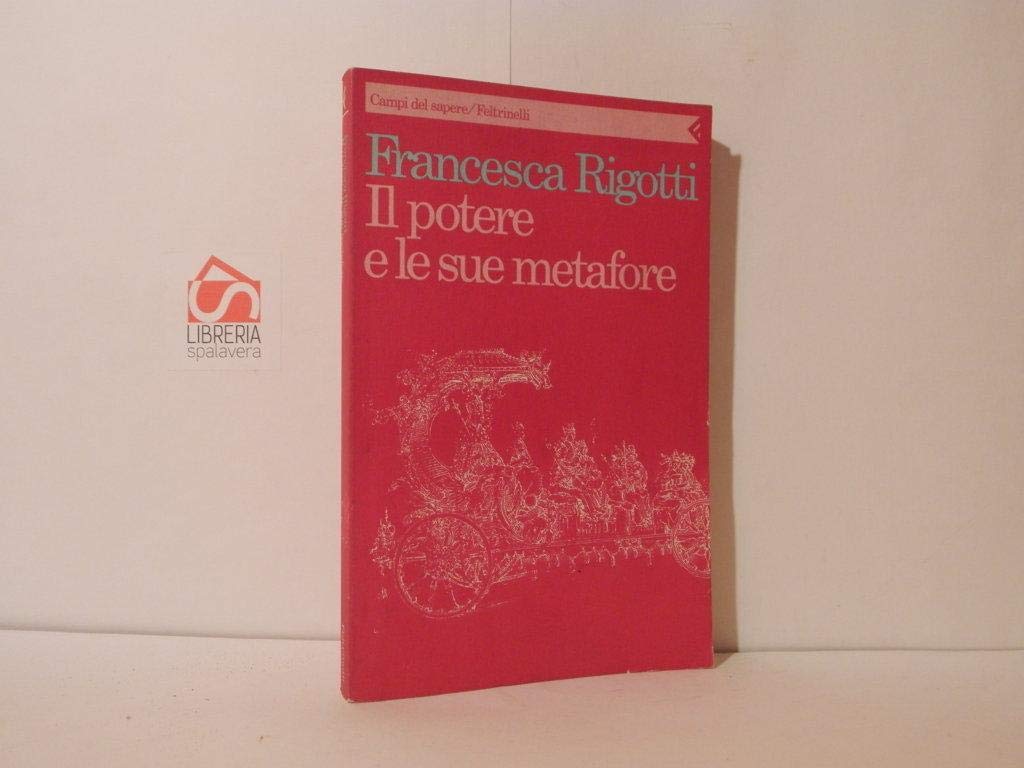 Campi del sapere/Feltrinelli
Francesca Rigotti
Il potere
e le sue metafore
LIBRERIA
spalavera